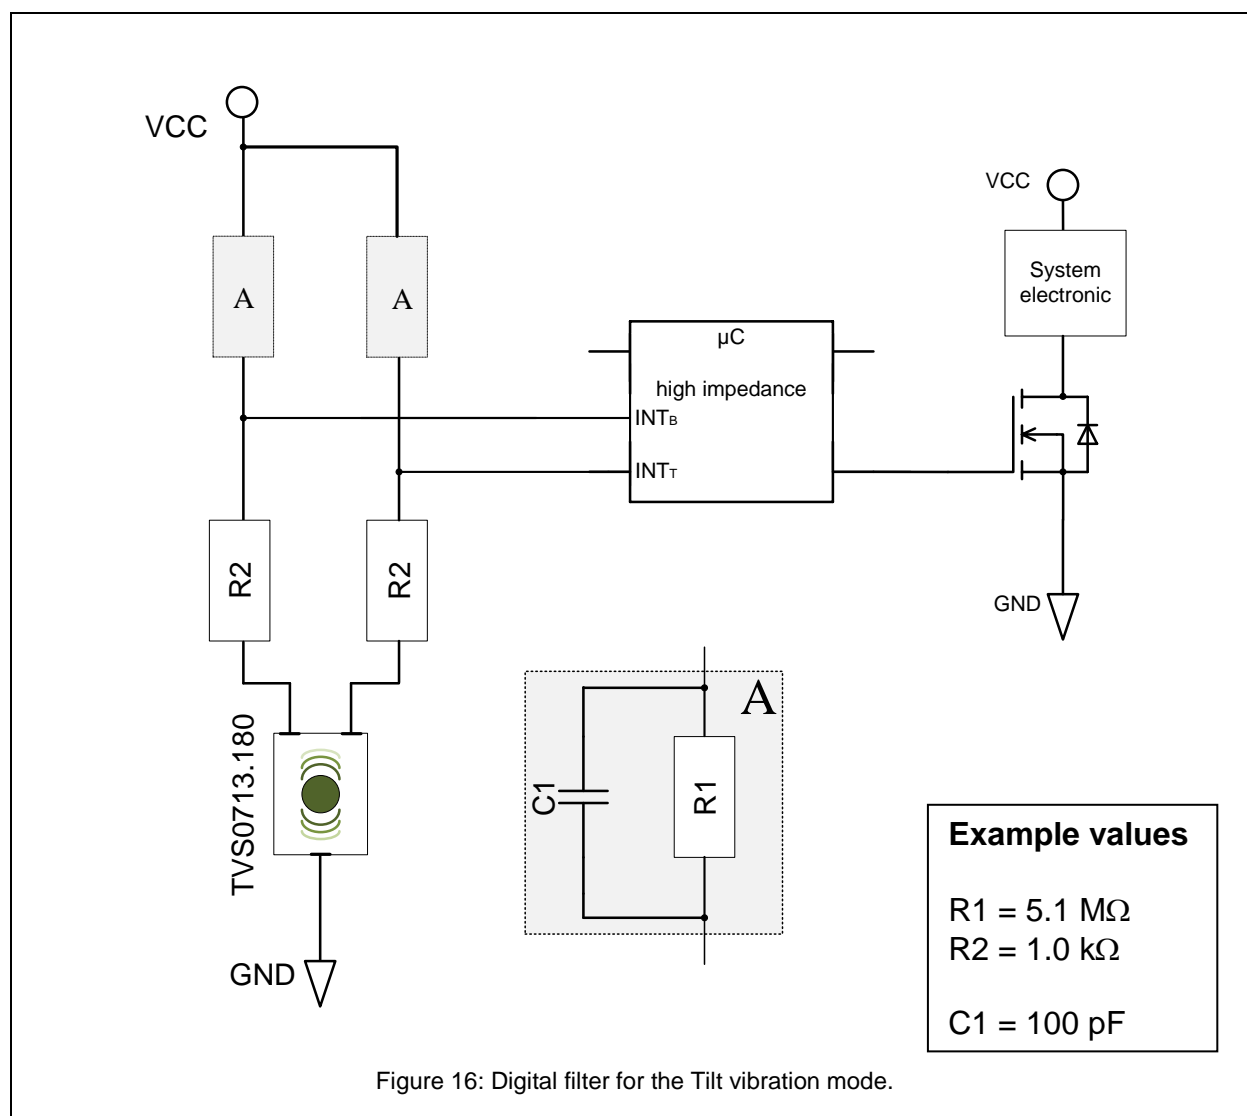 VCC
VCC
A
A
System
electronic
µC
high impedance
INTB
INTT
R2
R2
GND
TVS0713.180
A
C1
R1
GND
Example values
R1 = 5.1 MΩ
R2 = 1.0 kΩ
C1 = 100 pF
Figure 16: Digital filter for the Tilt vibration mode.